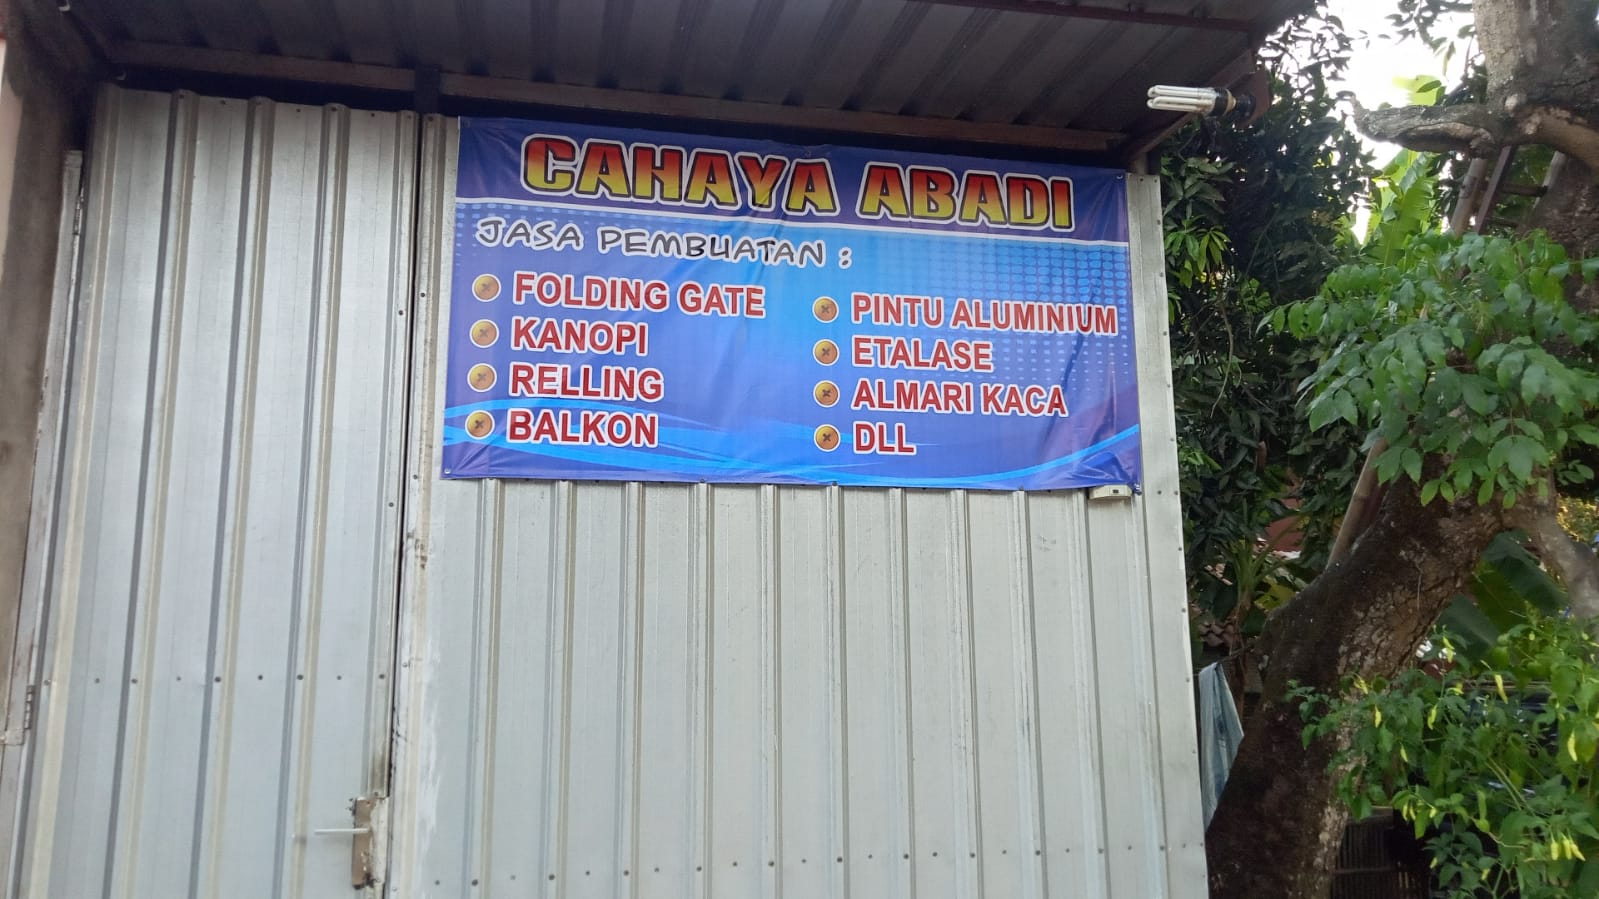 CAHAYA ABADI
JASA PEMBUATAN :
FOLDING GATE
KANOPI
RELLING
BALKON
PINTU ALUMINIUM
ETALASE
ALMARI KACA
DLL